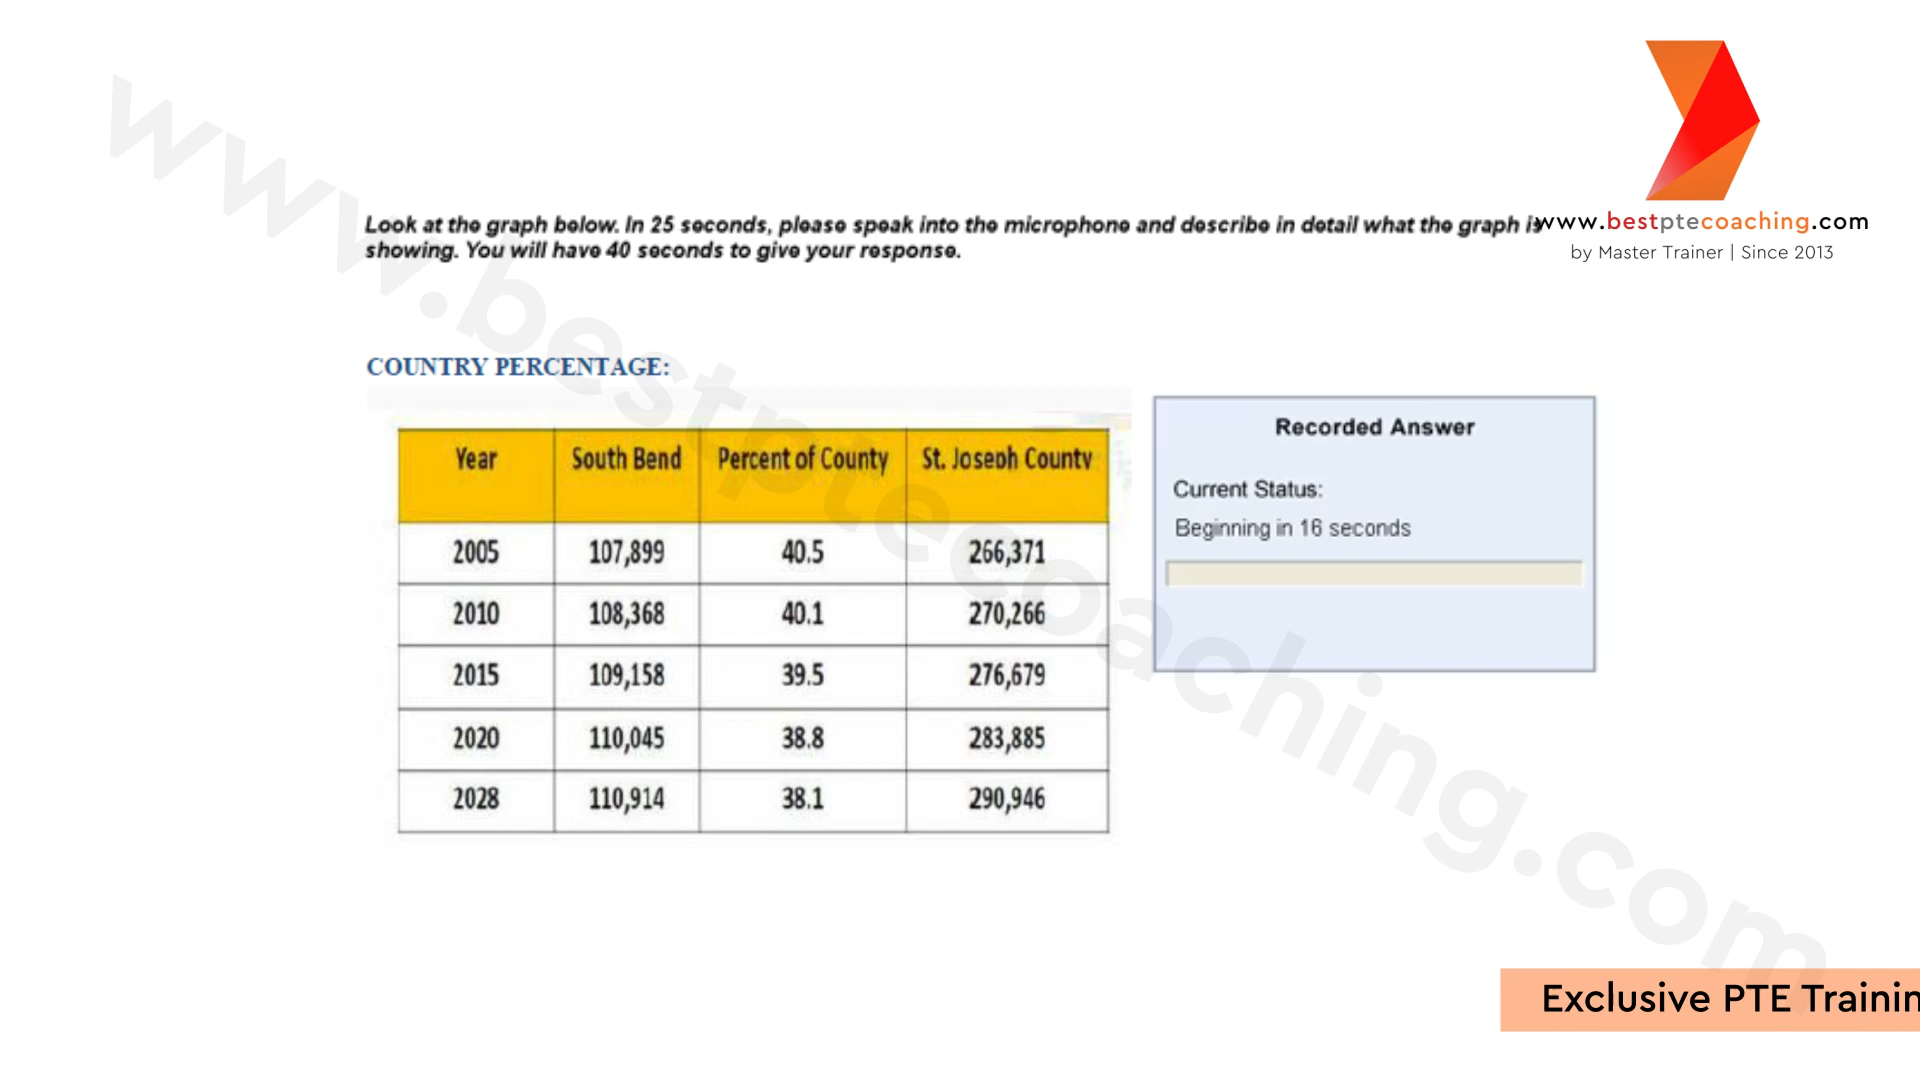 Look at the graph below. In 25 seconds, please speak into the microphone and describe in detail what the graph is
showing. You will have 40 seconds to give your response.
www.bestptecoaching.com
by Master Trainer | Since 2013
COUNTRY PERCENTAGE:
Year South Bend Percent of County St. Joseph County
2005 107,899 40.5 266,371
2010 108,368 40.1 270,266
2015 109,158 39.5 276,679
2020 110,045 38.8 283,885
2028 110,914 38.1 290,946
Recorded Answer
Current Status:
Beginning in 16 seconds
www.bestptecoaching.com
Exclusive PTE Trainin